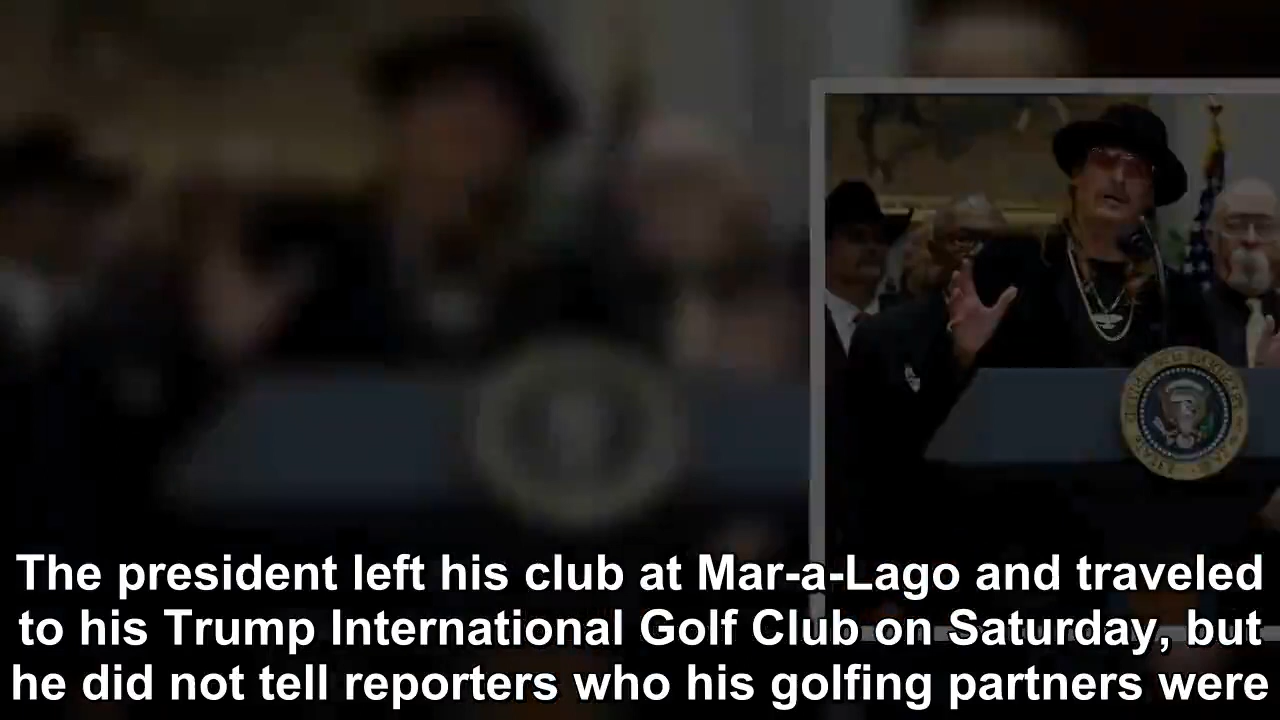 The president left his club at Mar-a-Lago and traveled
to his Trump International Golf Club on Saturday, but
he did not tell reporters who his golfing partners were